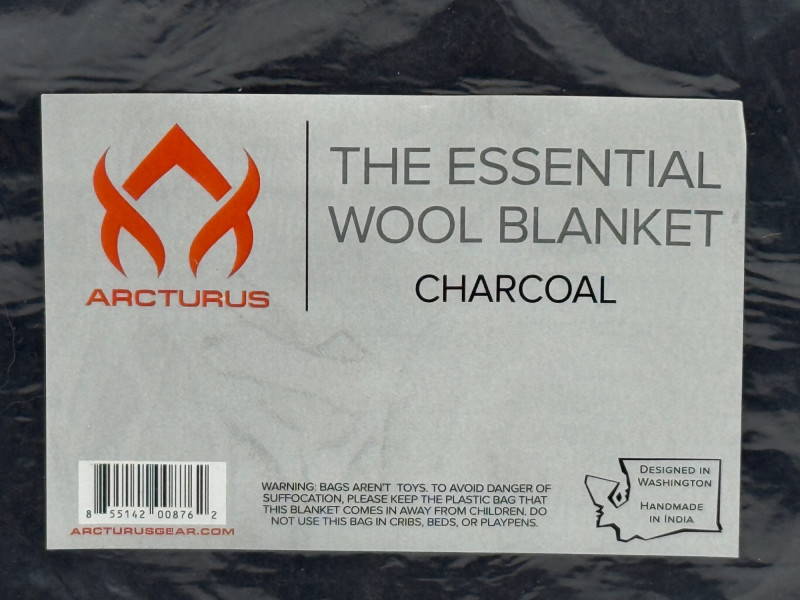 THE ESSENTIAL
WOOL BLANKET
CHARCOAL
ARCTURUS
8 55142 00876 2
ARCTURUSGEAR.COM
WARNING: BAGS AREN'T TOYS. TO AVOID DANGER OF
SUFFOCATION, PLEASE KEEP THE PLASTIC BAG THAT
THIS BLANKET COMES IN AWAY FROM CHILDREN. DO
NOT USE THIS BAG IN CRIBS, BEDS, OR PLAYPENS.
DESIGNED IN
WASHINGTON
HANDMADE
IN INDIA